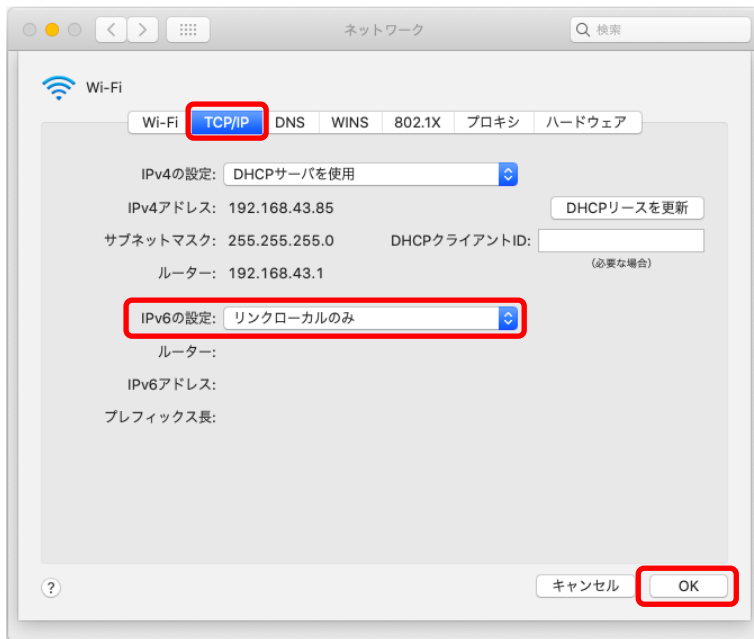 ネットワーク
検索
Wi-Fi
Wi-Fi TCP/IP DNS WINS 802.1X プロキシ ハードウェア
IPv4の設定: DHCPサーバを使用
IPv4アドレス: 192.168.43.85 DHCPリースを更新
サブネットマスク: 255.255.255.0 DHCPクライアントID:
(必要な場合)
ルーター: 192.168.43.1
IPv6の設定: リンクローカルのみ
ルーター:
IPv6アドレス:
プレフィックス長:
? キャンセル OK